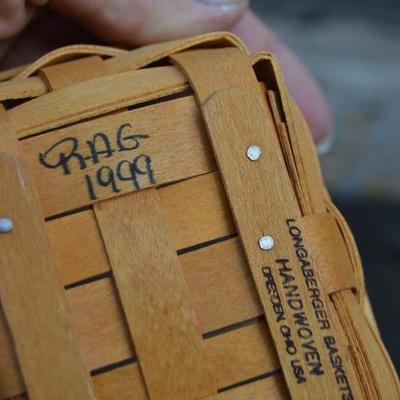 RAG
1999
LONGABERGER BASKETS
HANDWOVEN
DRESDEN, OHIO USA